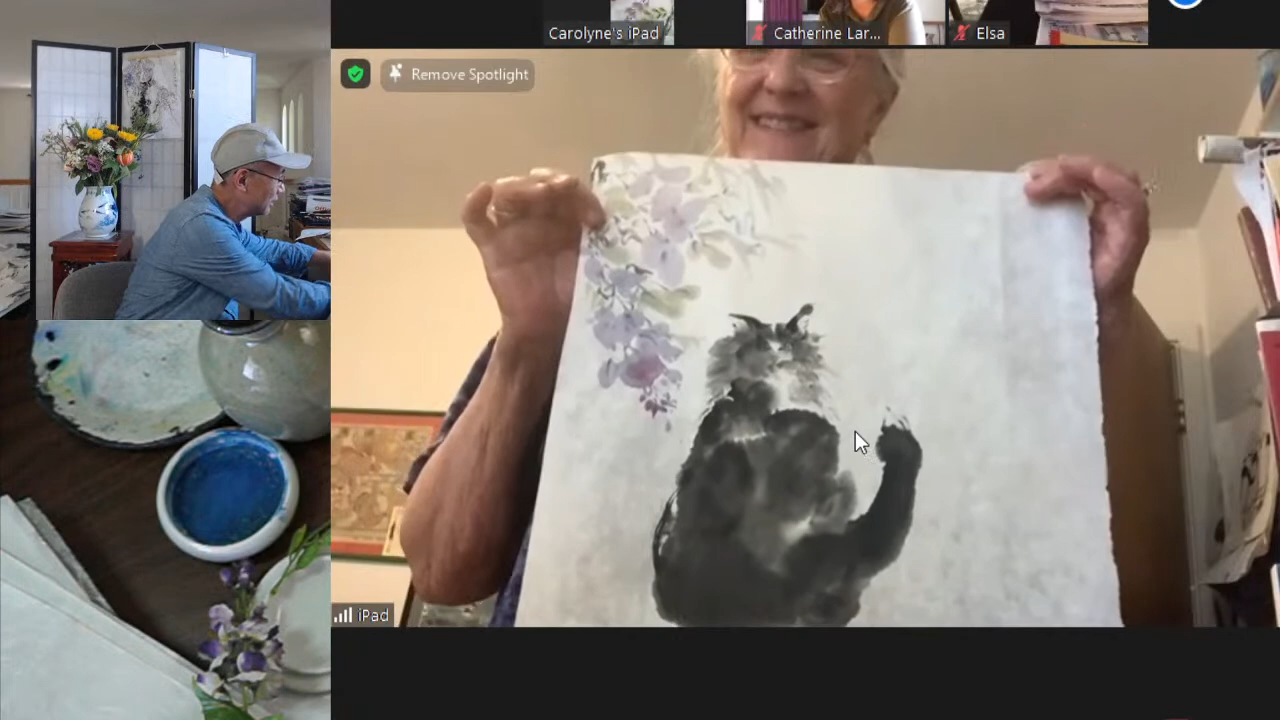 Carolyne's iPad
Catherine Lar...
Elsa
Remove Spotlight
iPad